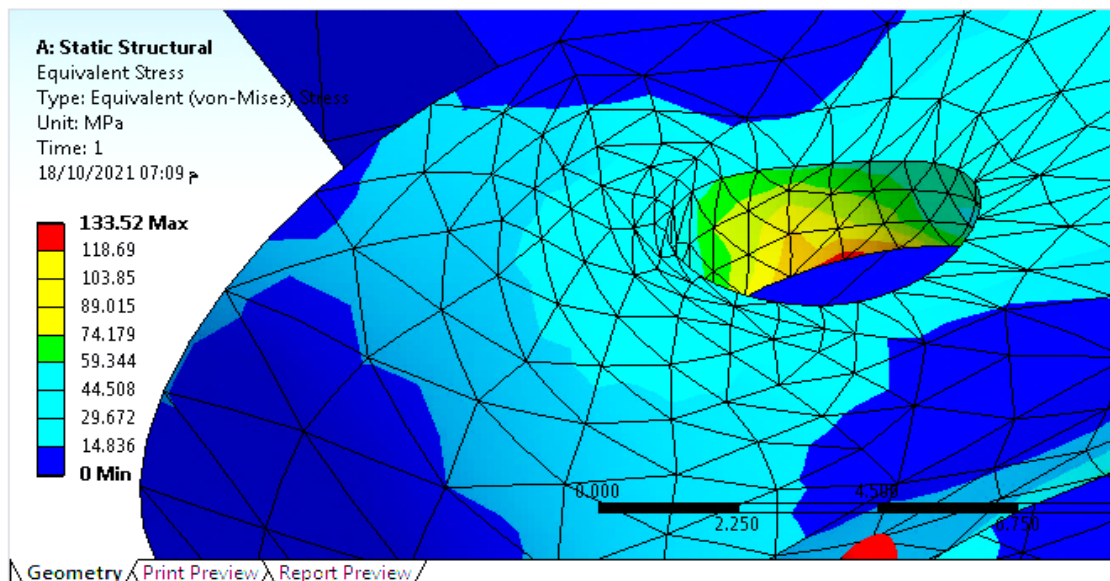 A: Static Structural
Equivalent Stress
Type: Equivalent (von-Mises) Stress
Unit: MPa
Time: 1
18/10/2021 07:09 م
133.52 Max
118.69
103.85
89.015
74.179
59.344
44.508
29.672
14.836
0 Min
0.000
4.500
2.250
6.750
Geometry Print Preview Report Preview